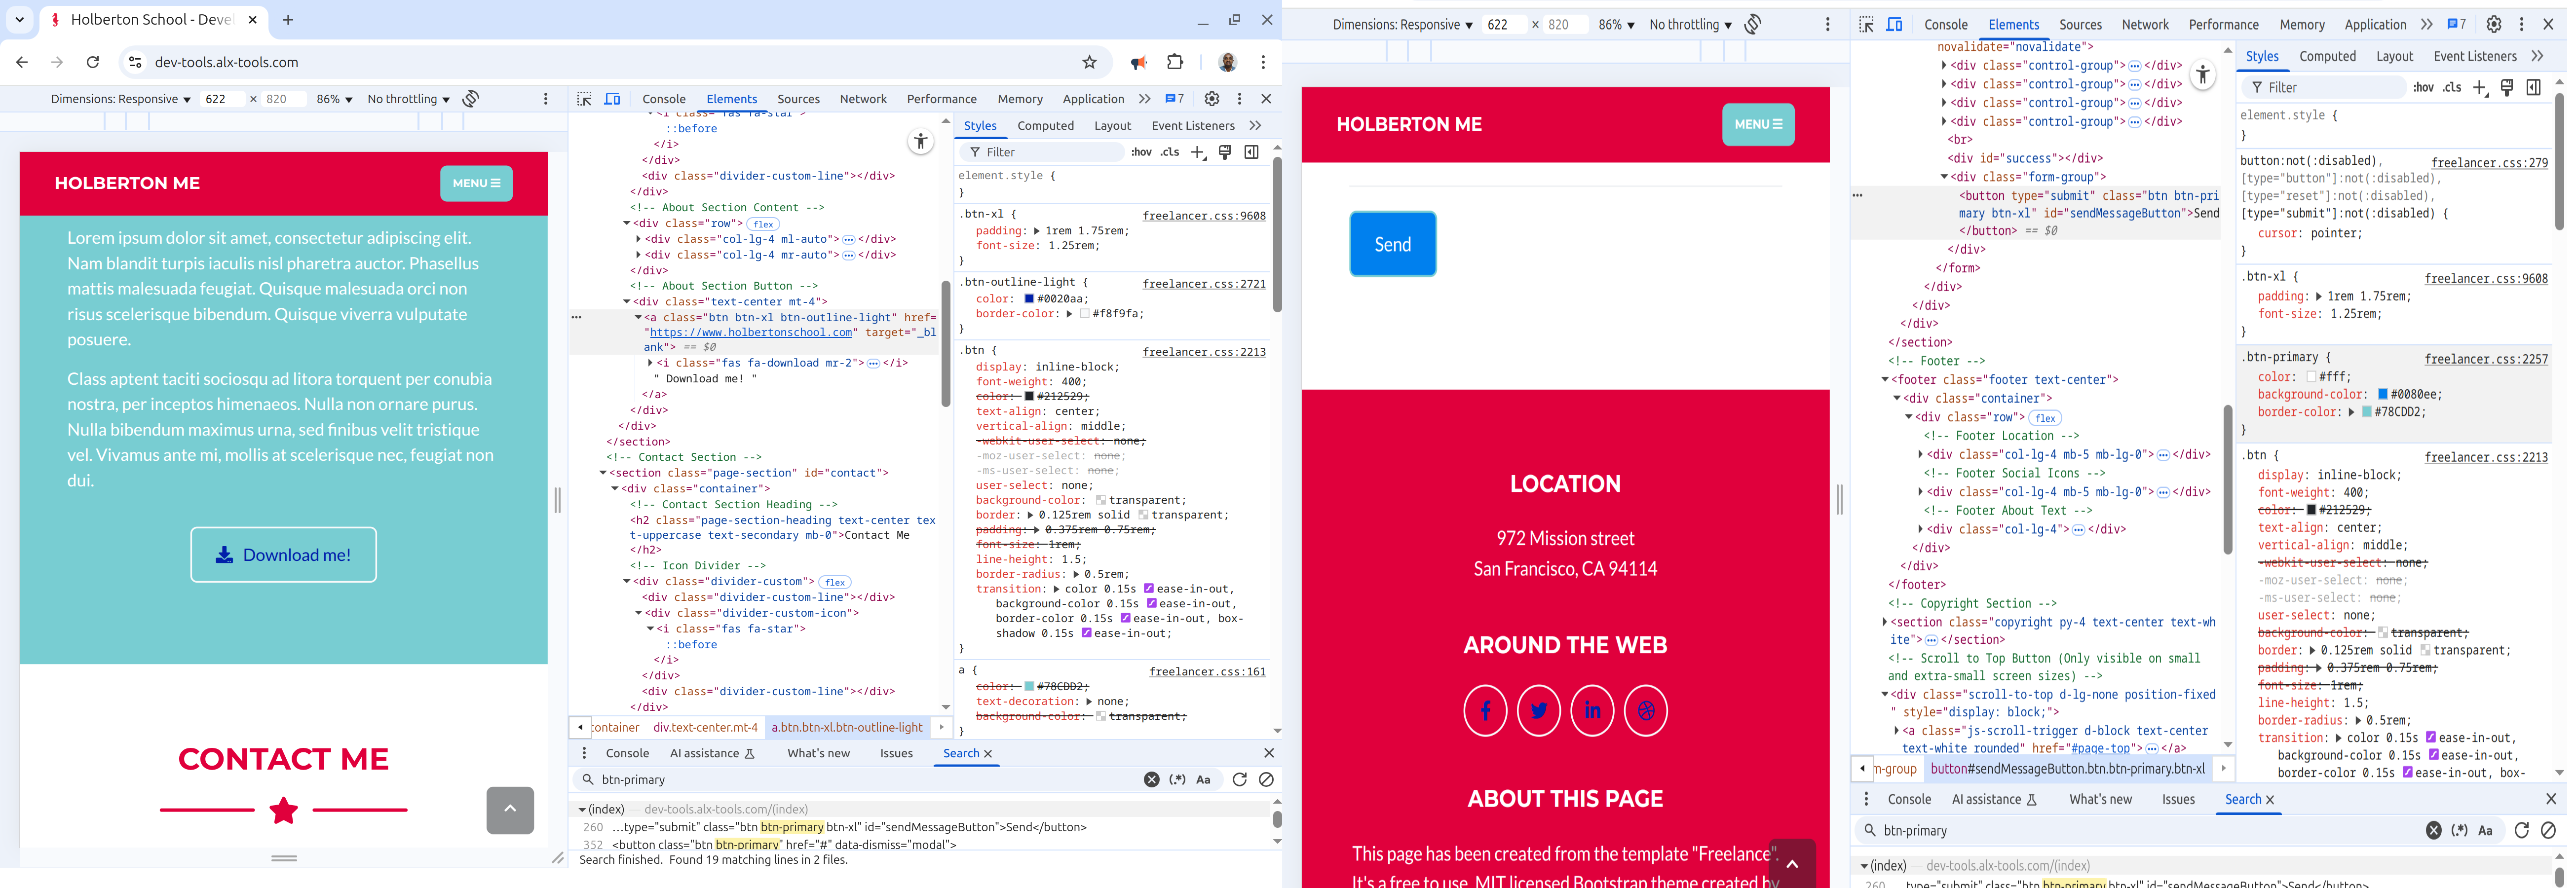 Holberton School - Deve
dev-tools.alx-tools.com
Dimensions: Responsive 622 × 820 86% No throttling
HOLBERTON ME
MENU
Lorem ipsum dolor sit amet, consectetur adipiscing elit.
Nam blandit turpis iaculis nisl pharetra auctor. Phasellus
mattis malesuada feugiat. Quisque malesuada orci non
risus scelerisque bibendum. Quisque viverra vulputate
posuere.
Class aptent taciti sociosqu ad litora torquent per conubia
nostra, per inceptos himenaeos. Nulla non ornare purus.
Nulla bibendum maximus urna, sed finibus velit tristique
vel. Vivamus ante mi, mollis at scelerisque nec, feugiat non
dui.
Download me!
CONTACT ME
Console Elements Sources Network Performance Memory Application 7
<i class="fas fa-star">
::before
</i>
</div>
<div class="divider-custom-line"></div>
</div>
<!-- About Section Content -->
<div class="row"> flex
<div class="col-lg-4 ml-auto"> </div>
<div class="col-lg-4 mr-auto"> </div>
</div>
<!-- About Section Button -->
<div class="text-center mt-4">
<a class="btn btn-xl btn-outline-light" href=
"https://www.holbertonschool.com" target="_bl
ank"> == $0
<i class="fas fa-download mr-2"> </i>
" Download me! "
</a>
</div>
</div>
</section>
<!-- Contact Section -->
<section class="page-section" id="contact">
<div class="container">
<!-- Contact Section Heading -->
<h2 class="page-section-heading text-center tex
t-uppercase text-secondary mb-0">Contact Me
</h2>
<!-- Icon Divider -->
<div class="divider-custom"> flex
<div class="divider-custom-line"></div>
<div class="divider-custom-icon">
<i class="fas fa-star">
::before
</i>
</div>
<div class="divider-custom-line"></div>
</div>
container div.text-center.mt-4 a.btn.btn-xl.btn-outline-light
Styles Computed Layout Event Listeners
Filter :hov .cls
element.style {
}
.btn-xl { freelancer.css:9608
padding: 1rem 1.75rem;
font-size: 1.25rem;
}
.btn-outline-light { freelancer.css:2721
color: #0020aa;
border-color: #f8f9fa;
}
.btn { freelancer.css:2213
display: inline-block;
font-weight: 400;
color: #212529;
text-align: center;
vertical-align: middle;
-webkit-user-select: none;
-moz-user-select: none;
-ms-user-select: none;
user-select: none;
background-color: transparent;
border: 0.125rem solid transparent;
padding: 0.375rem 0.75rem;
font-size: 1rem;
line-height: 1.5;
border-radius: 0.5rem;
transition: color 0.15s ease-in-out,
background-color 0.15s ease-in-out,
border-color 0.15s ease-in-out, box-
shadow 0.15s ease-in-out;
}
a { freelancer.css:161
color: #78CDD2;
text-decoration: none;
background-color: transparent;
}
Console AI assistance What's new Issues Search
btn-primary
(.*) Aa
(index) dev-tools.alx-tools.com/(index)
260 …type="submit" class="btn btn-primary btn-xl" id="sendMessageButton">Send</button>
352 <button class="btn btn-primary" href="#" data-dismiss="modal">
Search finished. Found 19 matching lines in 2 files.
Dimensions: Responsive 622 × 820 86% No throttling
HOLBERTON ME
MENU
Send
LOCATION
972 Mission street
San Francisco, CA 94114
AROUND THE WEB
ABOUT THIS PAGE
This page has been created from the template "Freelance".
It's a free to use, MIT licensed Bootstrap theme created by
Console Elements Sources Network Performance Memory Application 7
novalidate="novalidate">
<div class="control-group"> </div>
<div class="control-group"> </div>
<div class="control-group"> </div>
<div class="control-group"> </div>
<br>
<div id="success"></div>
<div class="form-group">
<button type="submit" class="btn btn-pri
mary btn-xl" id="sendMessageButton">Send
</button> == $0
</div>
</form>
</div>
</div>
</div>
</section>
<!-- Footer -->
<footer class="footer text-center">
<div class="container">
<div class="row"> flex
<!-- Footer Location -->
<div class="col-lg-4 mb-5 mb-lg-0"> </div>
<!-- Footer Social Icons -->
<div class="col-lg-4 mb-5 mb-lg-0"> </div>
<!-- Footer About Text -->
<div class="col-lg-4"> </div>
</div>
</div>
</footer>
<!-- Copyright Section -->
<section class="copyright py-4 text-center text-wh
ite"> </section>
<!-- Scroll to Top Button (Only visible on small
and extra-small screen sizes) -->
<div class="scroll-to-top d-lg-none position-fixed
" style="display: block;">
<a class="js-scroll-trigger d-block text-center
text-white rounded" href="#page-top"> </a>
m-group button#sendMessageButton.btn.btn-primary.btn-xl
Styles Computed Layout Event Listeners
Filter :hov .cls
element.style {
}
button:not(:disabled), freelancer.css:279
[type="button"]:not(:disabled),
[type="reset"]:not(:disabled),
[type="submit"]:not(:disabled) {
cursor: pointer;
}
.btn-xl { freelancer.css:9608
padding: 1rem 1.75rem;
font-size: 1.25rem;
}
.btn-primary { freelancer.css:2257
color: #fff;
background-color: #0080ee;
border-color: #78CDD2;
}
.btn { freelancer.css:2213
display: inline-block;
font-weight: 400;
color: #212529;
text-align: center;
vertical-align: middle;
-webkit-user-select: none;
-moz-user-select: none;
-ms-user-select: none;
user-select: none;
background-color: transparent;
border: 0.125rem solid transparent;
padding: 0.375rem 0.75rem;
font-size: 1rem;
line-height: 1.5;
border-radius: 0.5rem;
transition: color 0.15s ease-in-out,
background-color 0.15s ease-in-out,
border-color 0.15s ease-in-out, box-
Console AI assistance What's new Issues Search
btn-primary
(.*) Aa
(index) dev-tools.alx-tools.com/(index)
260 …type="submit" class="btn btn-primary btn-xl" id="sendMessageButton">Send</button>